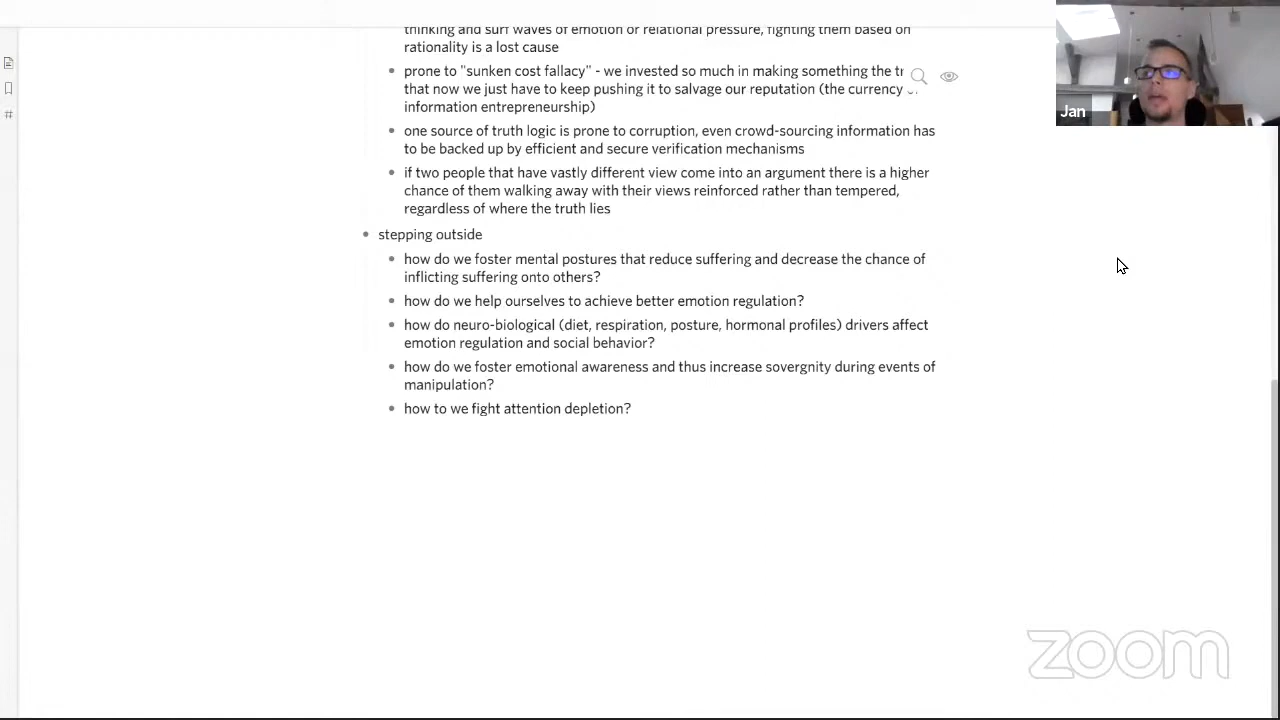 thinking and surf waves of emotion or relational pressure, fighting them based on
rationality is a lost cause
prone to "sunken cost fallacy" - we invested so much in making something the
that now we just have to keep pushing it to salvage our reputation (the currency
information entrepreneurship)
one source of truth logic is prone to corruption, even crowd-sourcing information has
to be backed up by efficient and secure verification mechanisms
if two people that have vastly different view come into an argument there is a higher
chance of them walking away with their views reinforced rather than tempered,
regardless of where the truth lies
stepping outside
how do we foster mental postures that reduce suffering and decrease the chance of
inflicting suffering onto others?
how do we help ourselves to achieve better emotion regulation?
how do neuro-biological (diet, respiration, posture, hormonal profiles) drivers affect
emotion regulation and social behavior?
how do we foster emotional awareness and thus increase sovergnity during events of
manipulation?
how to we fight attention depletion?
Jan
zoom